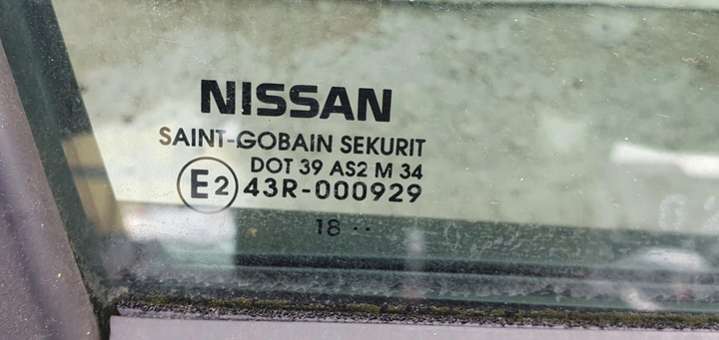 NISSAN
SAINT-GOBAIN SEKURIT
DOT 39 AS2 M 34
E2 43R-000929
18 ··